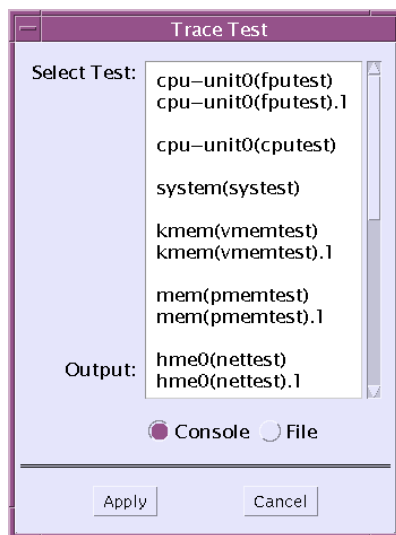 Trace Test
Select Test:
cpu-unit0(fputest)
cpu-unit0(fputest).1
cpu-unit0(cputest)
system(systest)
kmem(vmemtest)
kmem(vmemtest).1
mem(pmemtest)
mem(pmemtest).1
hme0(nettest)
hme0(nettest).1
Output:
Console File
Apply Cancel